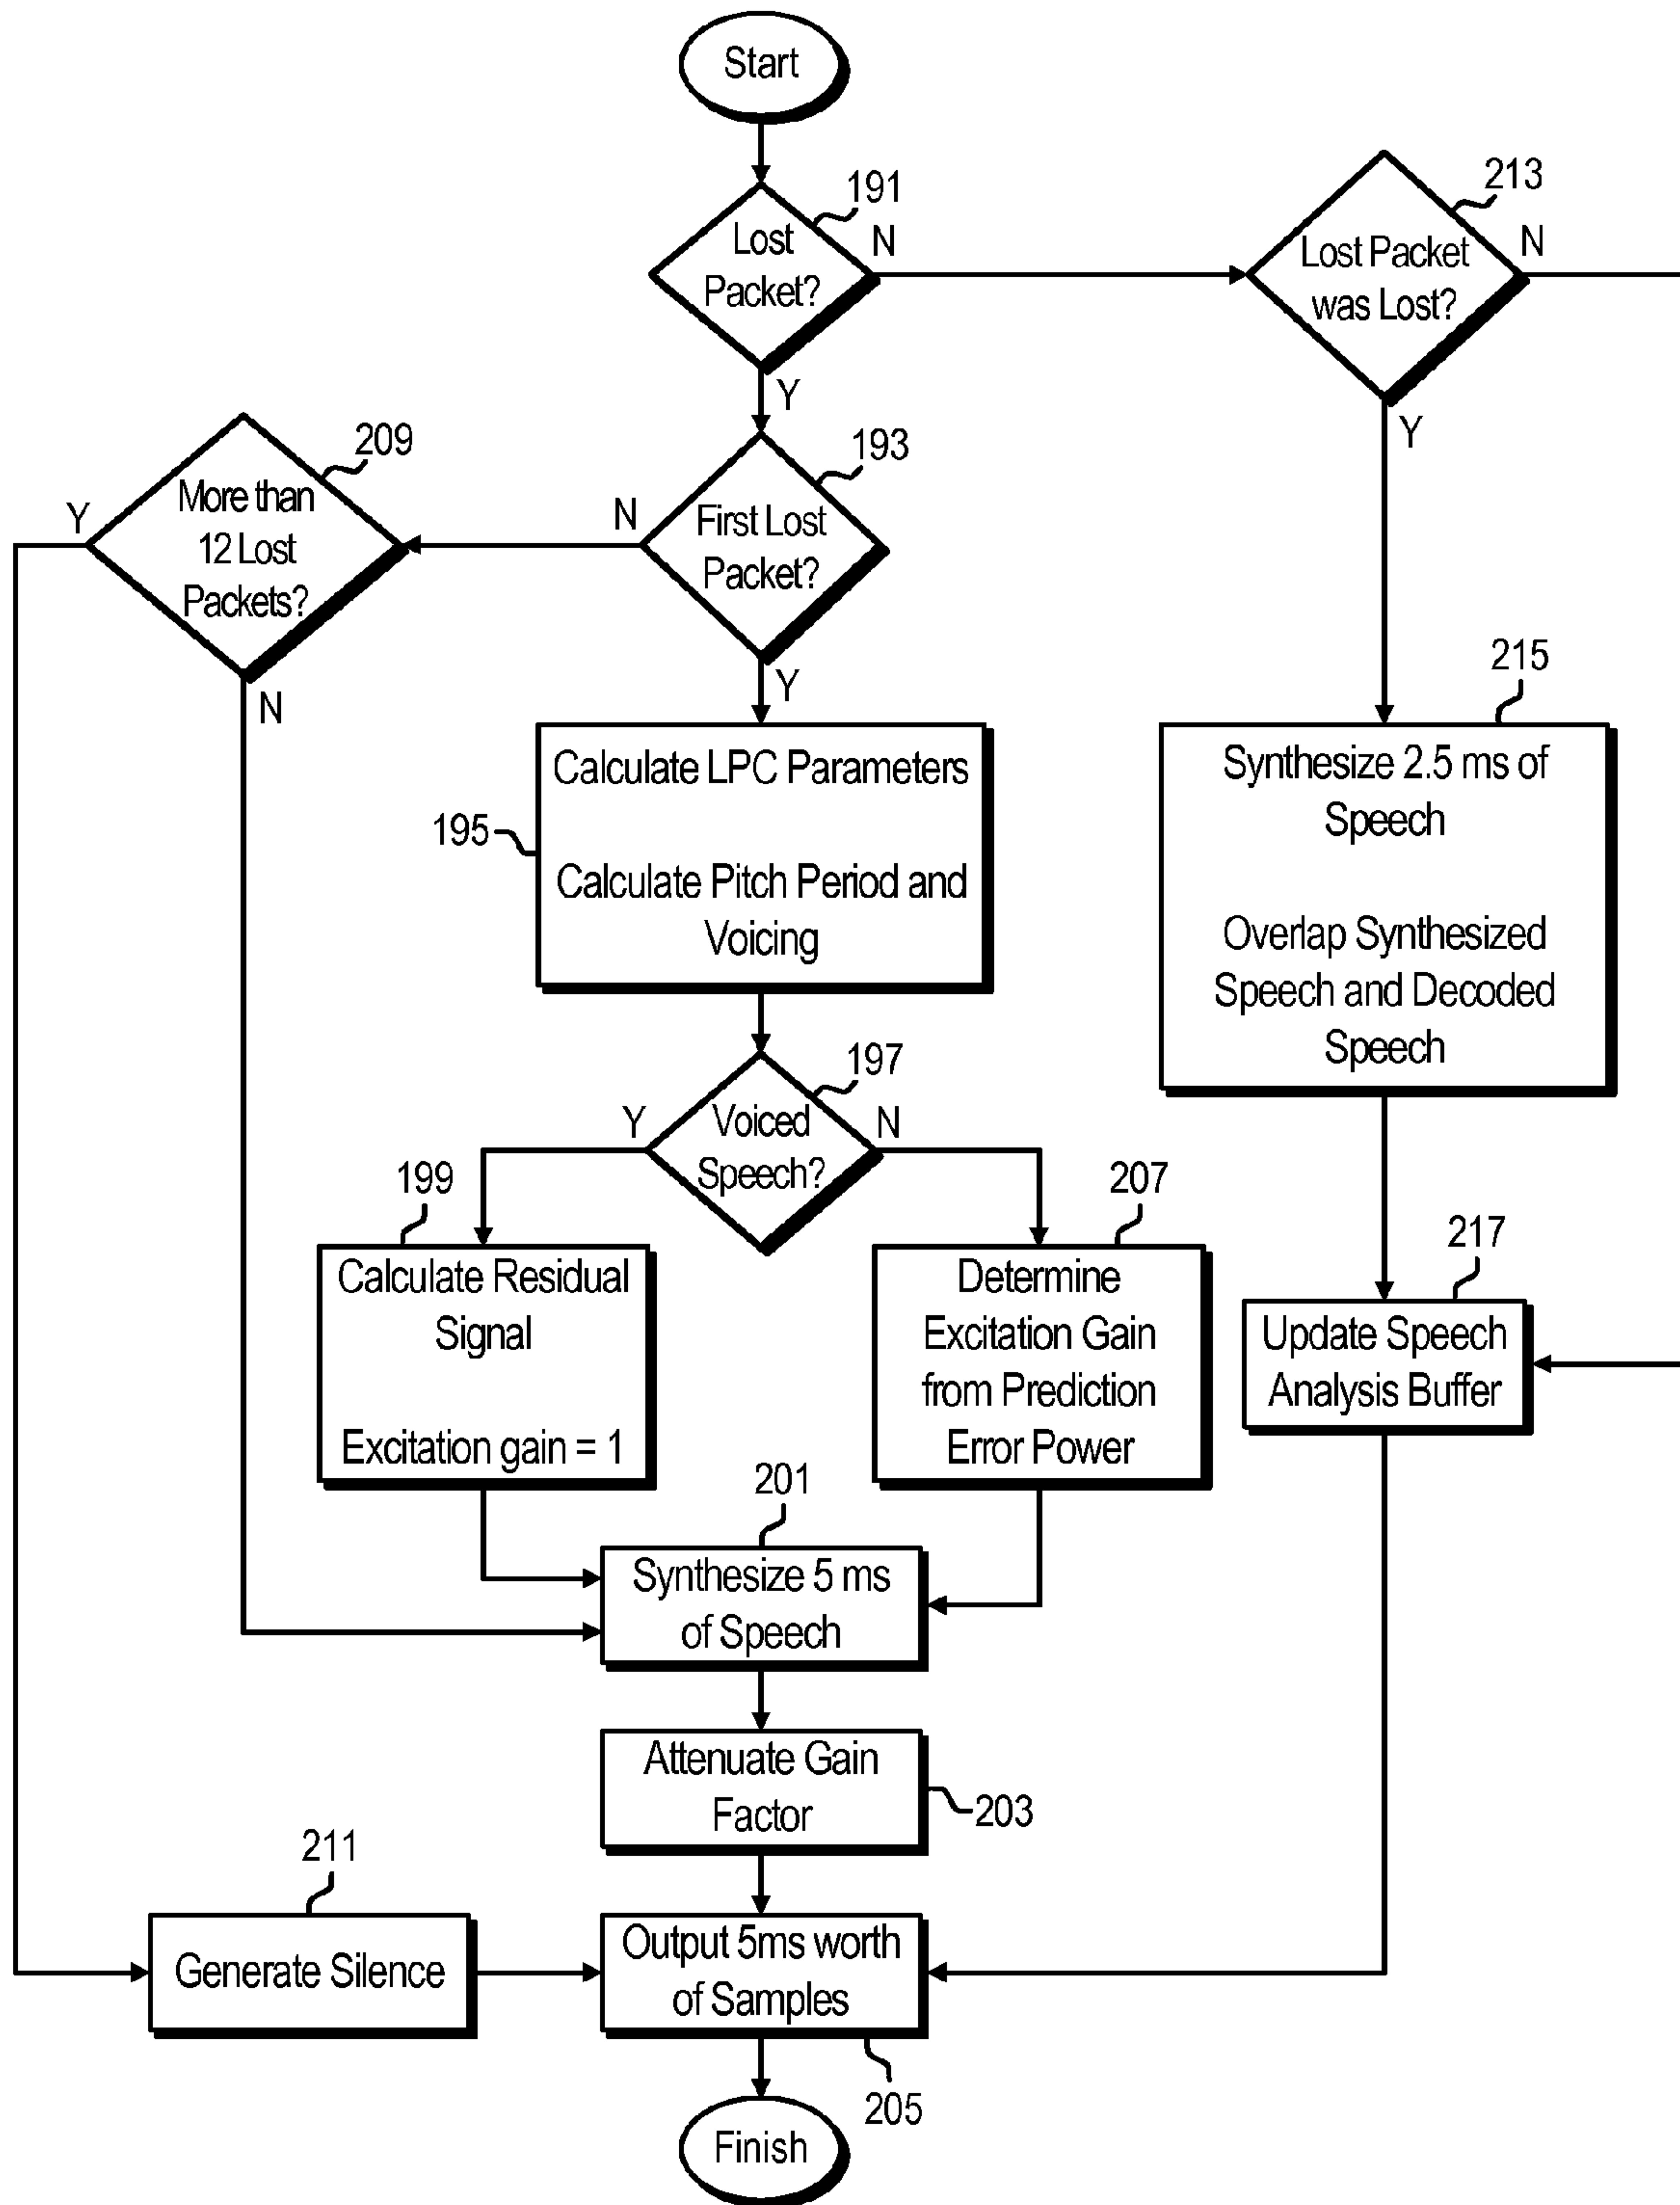 Start
191
Lost
Packet?
N
Y
213
Lost Packet
was Lost?
N
Y
209
More than
12 Lost
Packets?
Y
N
193
First Lost
Packet?
N
Y
195
Calculate LPC Parameters
Calculate Pitch Period and
Voicing
215
Synthesize 2.5 ms of
Speech
Overlap Synthesized
Speech and Decoded
Speech
197
Voiced
Speech?
Y
N
199
Calculate Residual
Signal
Excitation gain = 1
207
Determine
Excitation Gain
from Prediction
Error Power
217
Update Speech
Analysis Buffer
201
Synthesize 5 ms
of Speech
Attenuate Gain
Factor
203
211
Generate Silence
Output 5ms worth
of Samples
205
Finish